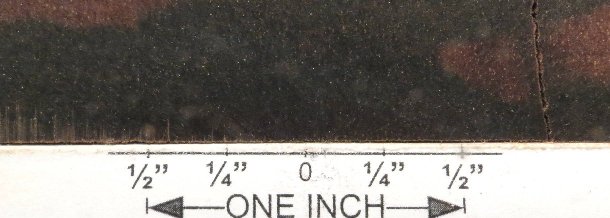 ½” ¼” 0 ¼” ½”
ONE INCH